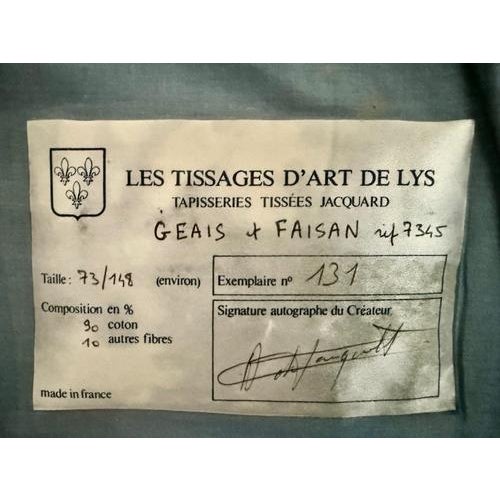 LES TISSAGES D'ART DE LYS
TAPISSERIES TISSÉES JACQUARD
GEAIS + FAISAN réf 7345
Taille : 73/148 (environ)
Exemplaire nº 131
Composition en %
90 coton
10 autres fibres
Signature autographe du Créateur
made in france